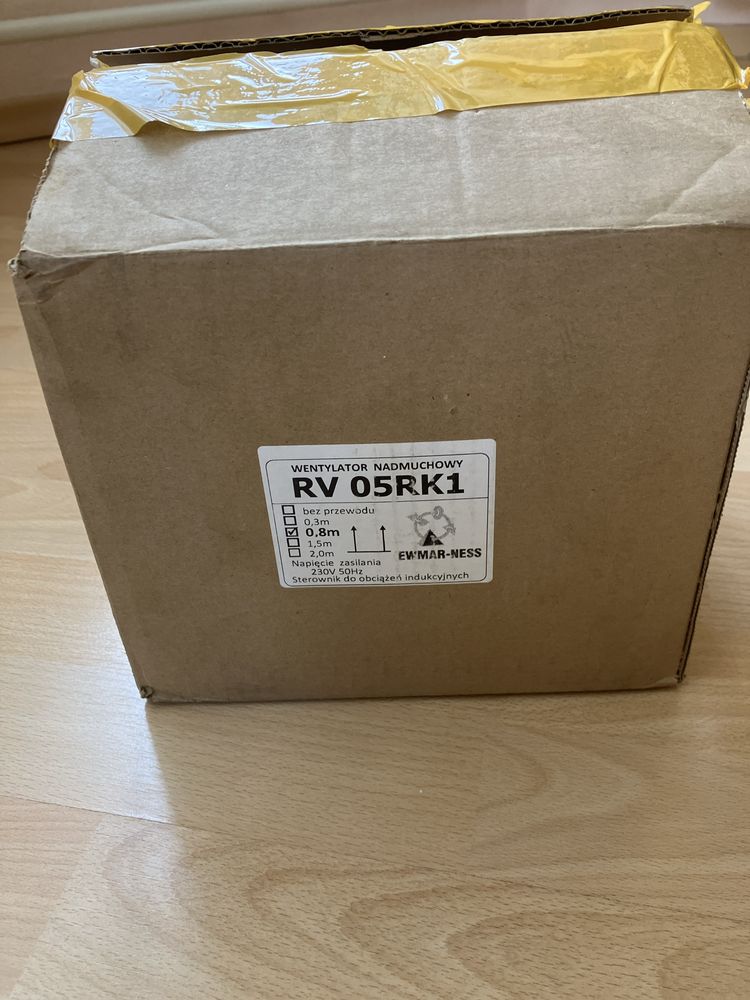 WENTYLATOR NADMUCHOWY
RV 05RK1
bez przewodu
0,3m
0,8m
1,5m
2,0m
EWMAR-NESS
Napięcie zasilania
230V 50Hz
Sterownik do obciążeń indukcyjnych